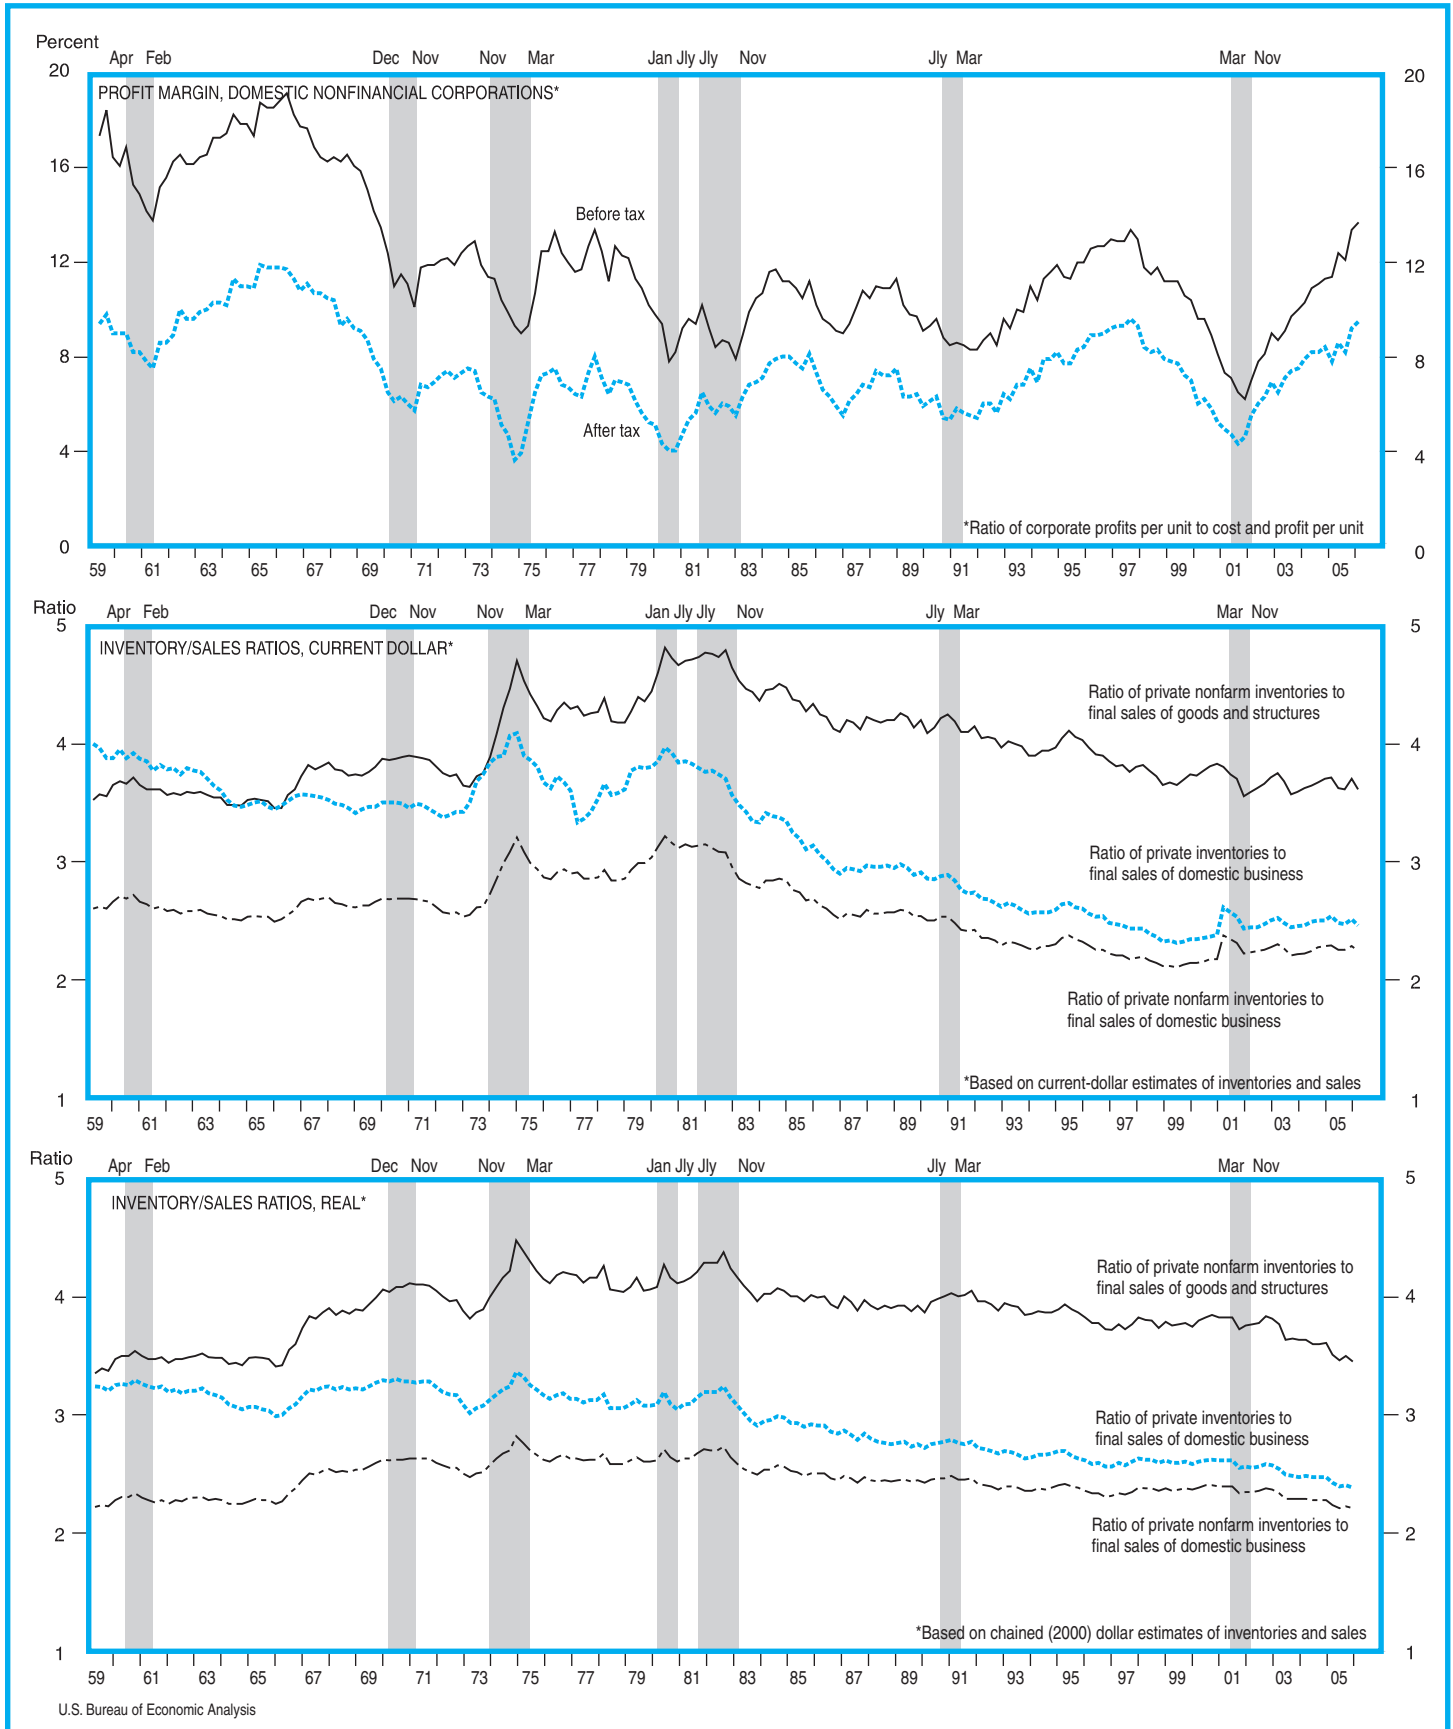 Percent
Apr Feb Dec Nov Nov Mar Jan Jly Jly Nov Jly Mar Mar Nov
20 20
PROFIT MARGIN, DOMESTIC NONFINANCIAL CORPORATIONS*
16 16
Before tax
12 12
8 8
After tax
4 4
*Ratio of corporate profits per unit to cost and profit per unit
0 0
59 61 63 65 67 69 71 73 75 77 79 81 83 85 87 89 91 93 95 97 99 01 03 05
Ratio
Apr Feb Dec Nov Nov Mar Jan Jly Jly Nov Jly Mar Mar Nov
5 5
INVENTORY/SALES RATIOS, CURRENT DOLLAR*
Ratio of private nonfarm inventories to
final sales of goods and structures
4 4
Ratio of private inventories to
final sales of domestic business
3 3
2 2
Ratio of private nonfarm inventories to
final sales of domestic business
*Based on current-dollar estimates of inventories and sales
1 1
59 61 63 65 67 69 71 73 75 77 79 81 83 85 87 89 91 93 95 97 99 01 03 05
Ratio
Apr Feb Dec Nov Nov Mar Jan Jly Jly Nov Jly Mar Mar Nov
5 5
INVENTORY/SALES RATIOS, REAL*
Ratio of private nonfarm inventories to
final sales of goods and structures
4 4
3 3
Ratio of private inventories to
final sales of domestic business
Ratio of private nonfarm inventories to
2 2
final sales of domestic business
*Based on chained (2000) dollar estimates of inventories and sales
1 1
59 61 63 65 67 69 71 73 75 77 79 81 83 85 87 89 91 93 95 97 99 01 03 05
U.S. Bureau of Economic Analysis